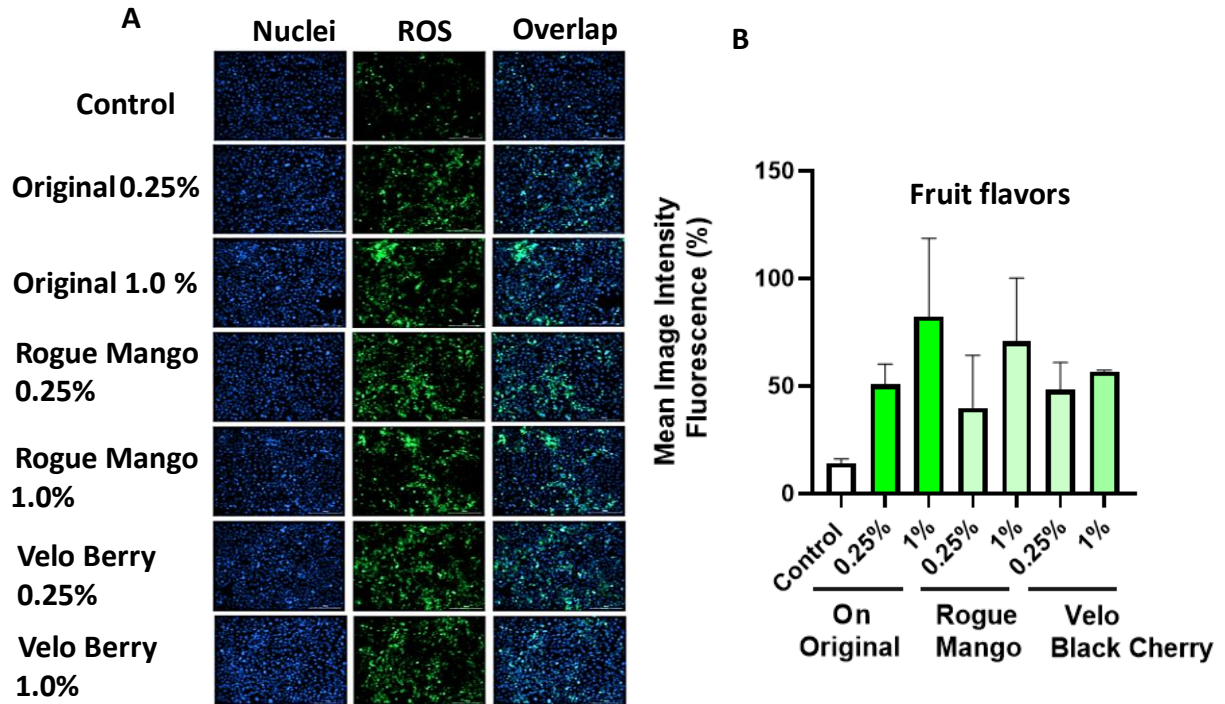 A
Nuclei ROS Overlap
Control
Original 0.25%
Original 1.0 %
Rogue Mango
0.25%
Rogue Mango
1.0%
Velo Berry
0.25%
Velo Berry
1.0%
B
Fruit flavors
Mean Image Intensity
Fluorescence (%)
150
100
50
0
Control 0.25% 1% 0.25% 1% 0.25% 1%
On
Original
Rogue
Mango
Velo
Black Cherry